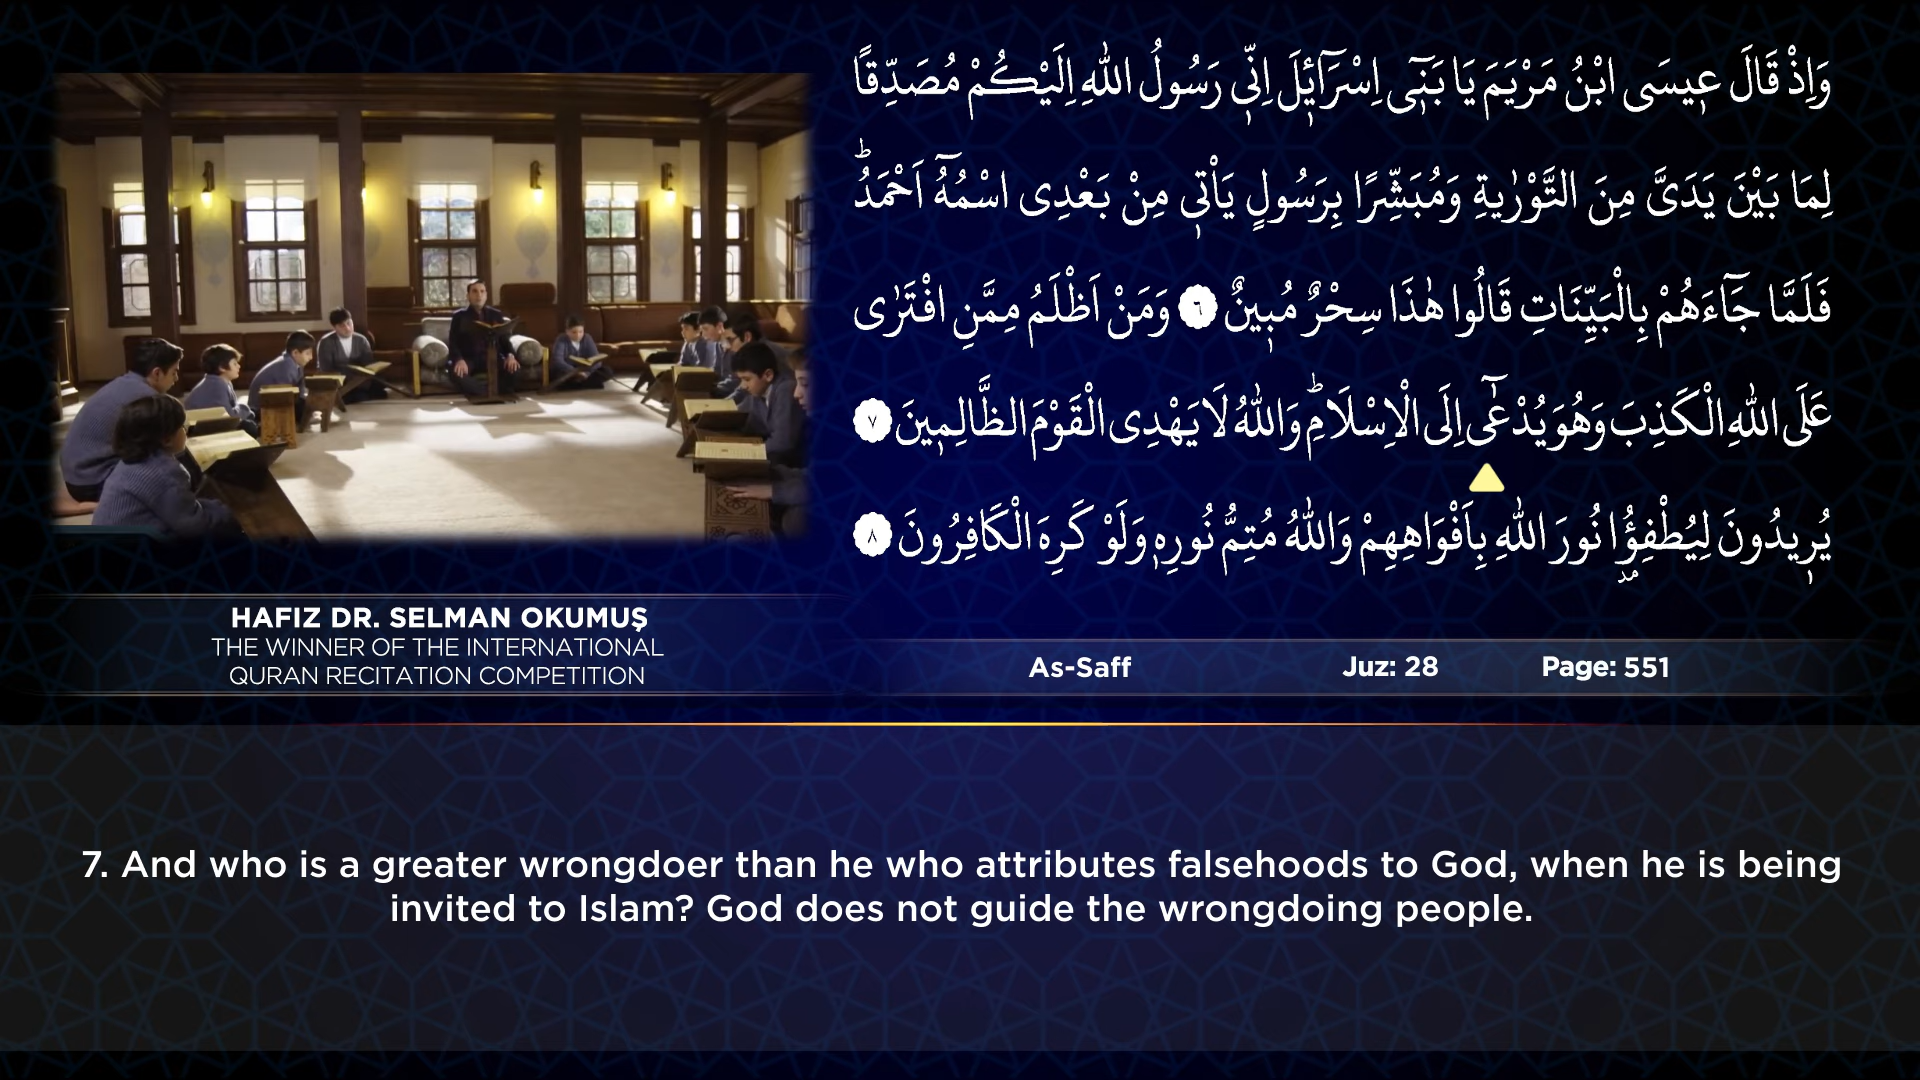 وَاِذْ قَالَ عٖيسَى ابْنُ مَرْيَمَ يَا بَنٖٓى اِسْرَٓائٖلَ اِنّٖى رَسُولُ اللّٰهِ اِلَيْكُمْ مُصَدِّقًا
لِمَا بَيْنَ يَدَىَّ مِنَ التَّوْرٰيةِ وَمُبَشِّرًا بِرَسُولٍ يَاْتٖى مِنْ بَعْدِى اسْمُهُٓ اَحْمَدُؕ
فَلَمَّا جَٓاءَهُمْ بِالْبَيِّنَاتِ قَالُوا هٰذَا سِحْرٌ مُبٖينٌ ٦ وَمَنْ اَظْلَمُ مِمَّنِ افْتَرٰى
عَلَى اللّٰهِ الْكَذِبَ وَهُوَ يُدْعٰٓى اِلَى الْاِسْلَامِؕ وَاللّٰهُ لَا يَهْدِى الْقَوْمَ الظَّالِمٖينَ ٧
يُرٖيدُونَ لِيُطْفِؤُا نُورَ اللّٰهِ بِاَفْوَاهِهِمْ وَاللّٰهُ مُتِمُّ نُورِهٖ وَلَوْ كَرِهَ الْكَافِرُونَ ٨
HAFIZ DR. SELMAN OKUMUŞ
THE WINNER OF THE INTERNATIONAL
QURAN RECITATION COMPETITION
As-Saff Juz: 28 Page: 551
7. And who is a greater wrongdoer than he who attributes falsehoods to God, when he is being
invited to Islam? God does not guide the wrongdoing people.